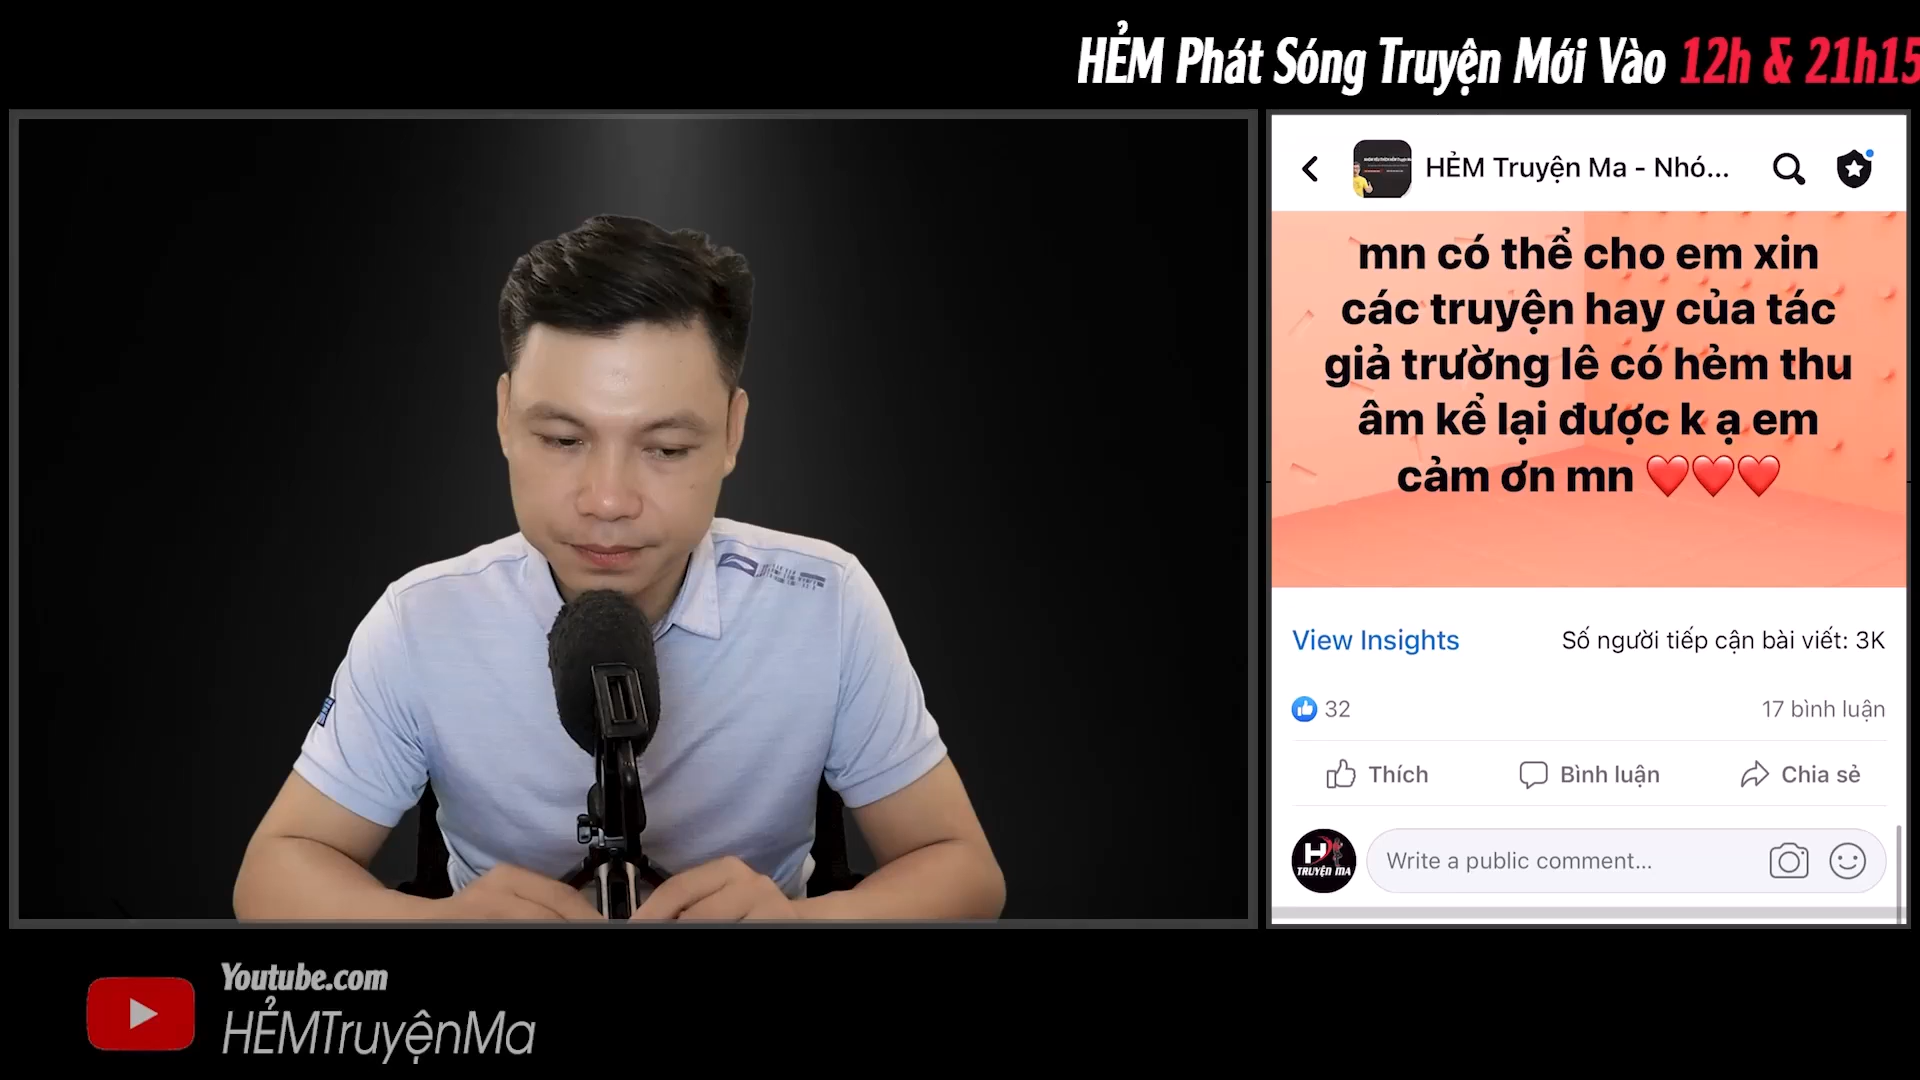 HẺM Phát Sóng Truyện Mới Vào 12h & 21h15
HẺM Truyện Ma - Nhó...
mn có thể cho em xin
các truyện hay của tác
giả trường lê có hẻm thu
âm kể lại được k ạ em
cảm ơn mn ❤️❤️❤️
View Insights
Số người tiếp cận bài viết: 3K
32
17 bình luận
Thích
Bình luận
Chia sẻ
H
TRUYỆN MA
Write a public comment...
Youtube.com
HẺMTruyệnMa